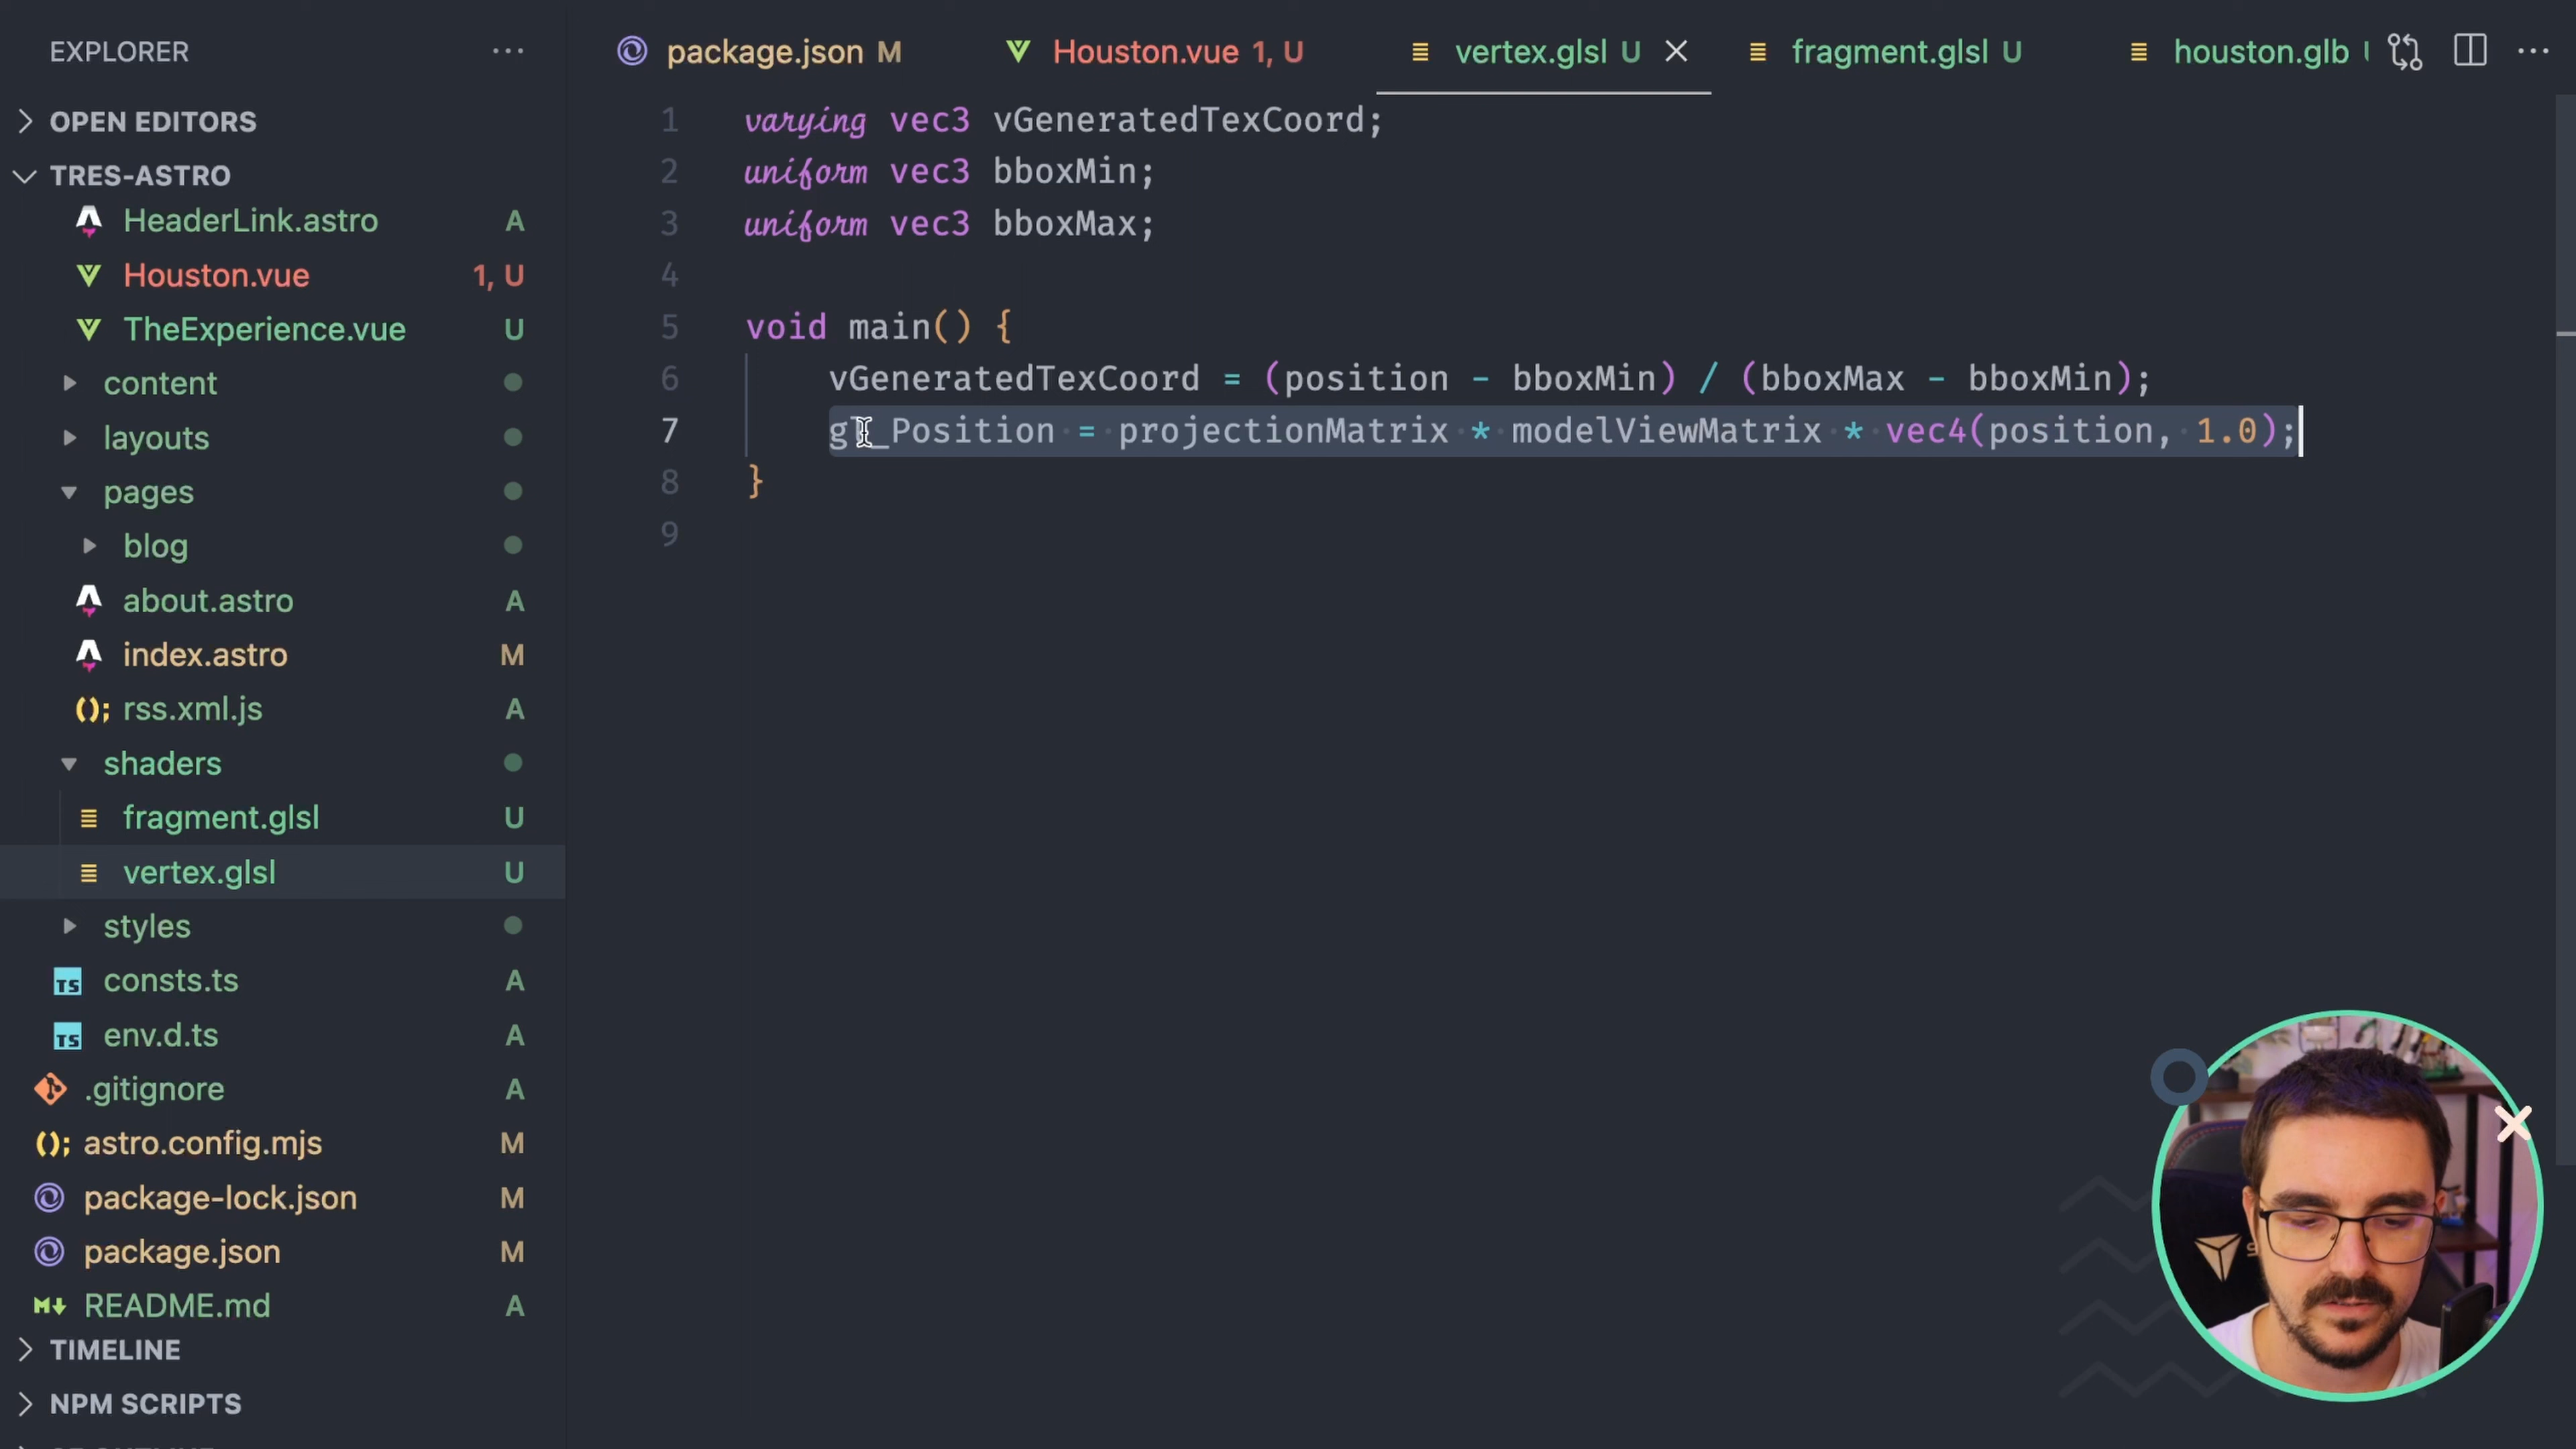 EXPLORER
OPEN EDITORS
TRES-ASTRO
HeaderLink.astro A
Houston.vue 1, U
TheExperience.vue U
content
layouts
pages
blog
about.astro A
index.astro M
rss.xml.js A
shaders
fragment.glsl U
vertex.glsl U
styles
TS consts.ts A
TS env.d.ts A
.gitignore A
astro.config.mjs M
package-lock.json M
package.json M
README.md A
TIMELINE
NPM SCRIPTS
package.json M
Houston.vue 1, U
vertex.glsl U
fragment.glsl U
houston.glb
1 varying vec3 vGeneratedTexCoord;
2 uniform vec3 bboxMin;
3 uniform vec3 bboxMax;
4
5 void main() {
6 vGeneratedTexCoord = (position - bboxMin) / (bboxMax - bboxMin);
7 gl_Position = projectionMatrix * modelViewMatrix * vec4(position, 1.0);
8 }
9